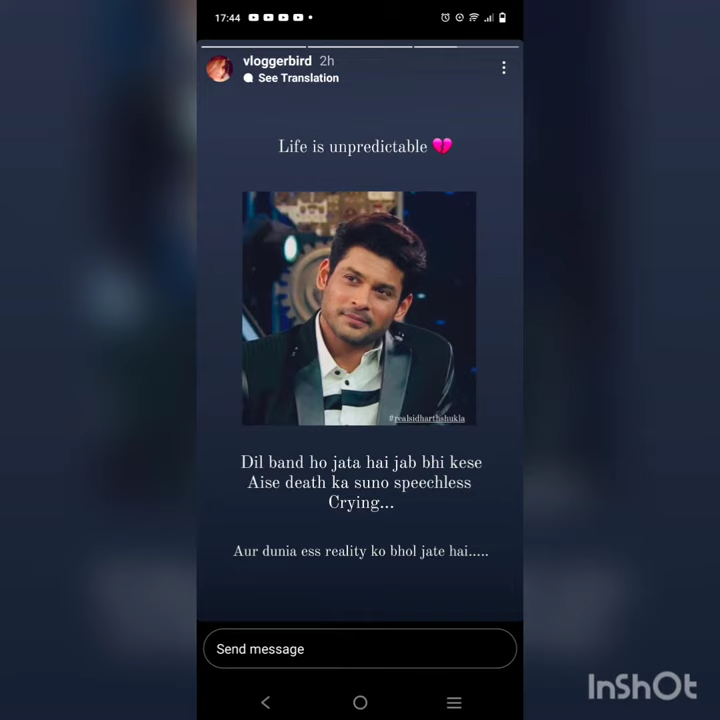 17:44
vloggerbird 2h
See Translation
Life is unpredictable 💔
#realsidharthshukla
Dil band ho jata hai jab bhi kese
Aise death ka suno speechless
Crying...
Aur dunia ess reality ko bhol jate hai.....
Send message
InShOt